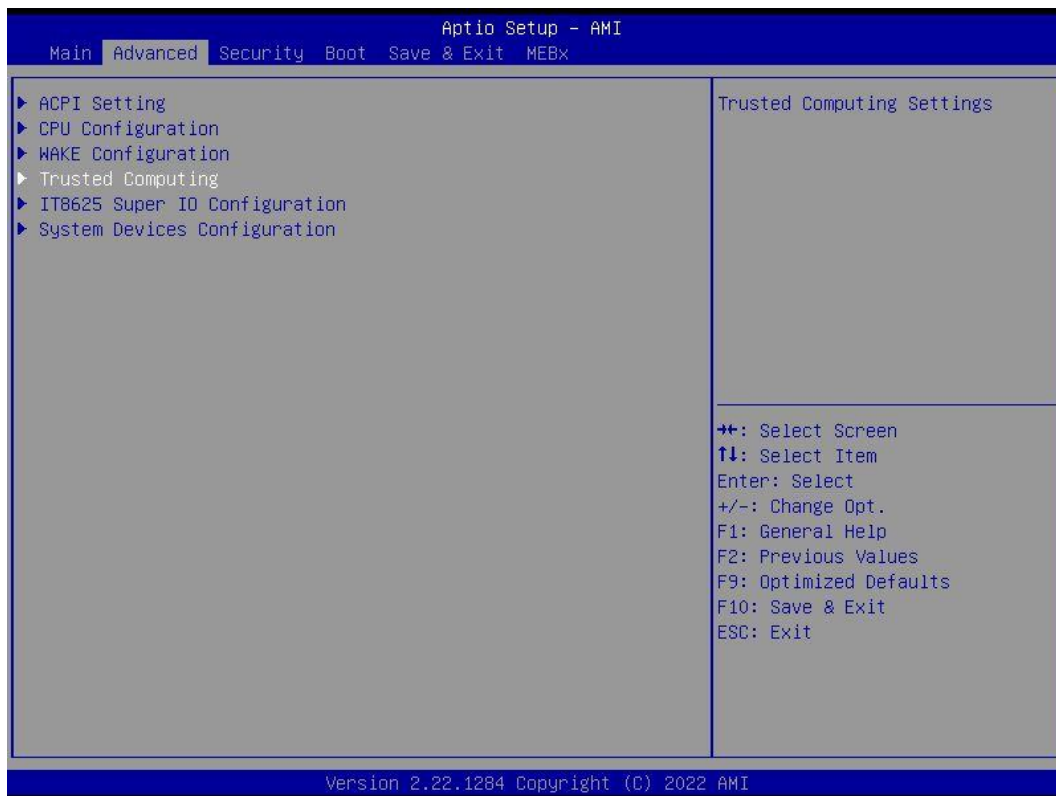 Aptio Setup – AMI
Main Advanced Security Boot Save & Exit MEBx
ACPI Setting
CPU Configuration
WAKE Configuration
Trusted Computing
IT8625 Super IO Configuration
System Devices Configuration
Trusted Computing Settings
→←: Select Screen
↑↓: Select Item
Enter: Select
+/-: Change Opt.
F1: General Help
F2: Previous Values
F9: Optimized Defaults
F10: Save & Exit
ESC: Exit
Version 2.22.1284 Copyright (C) 2022 AMI